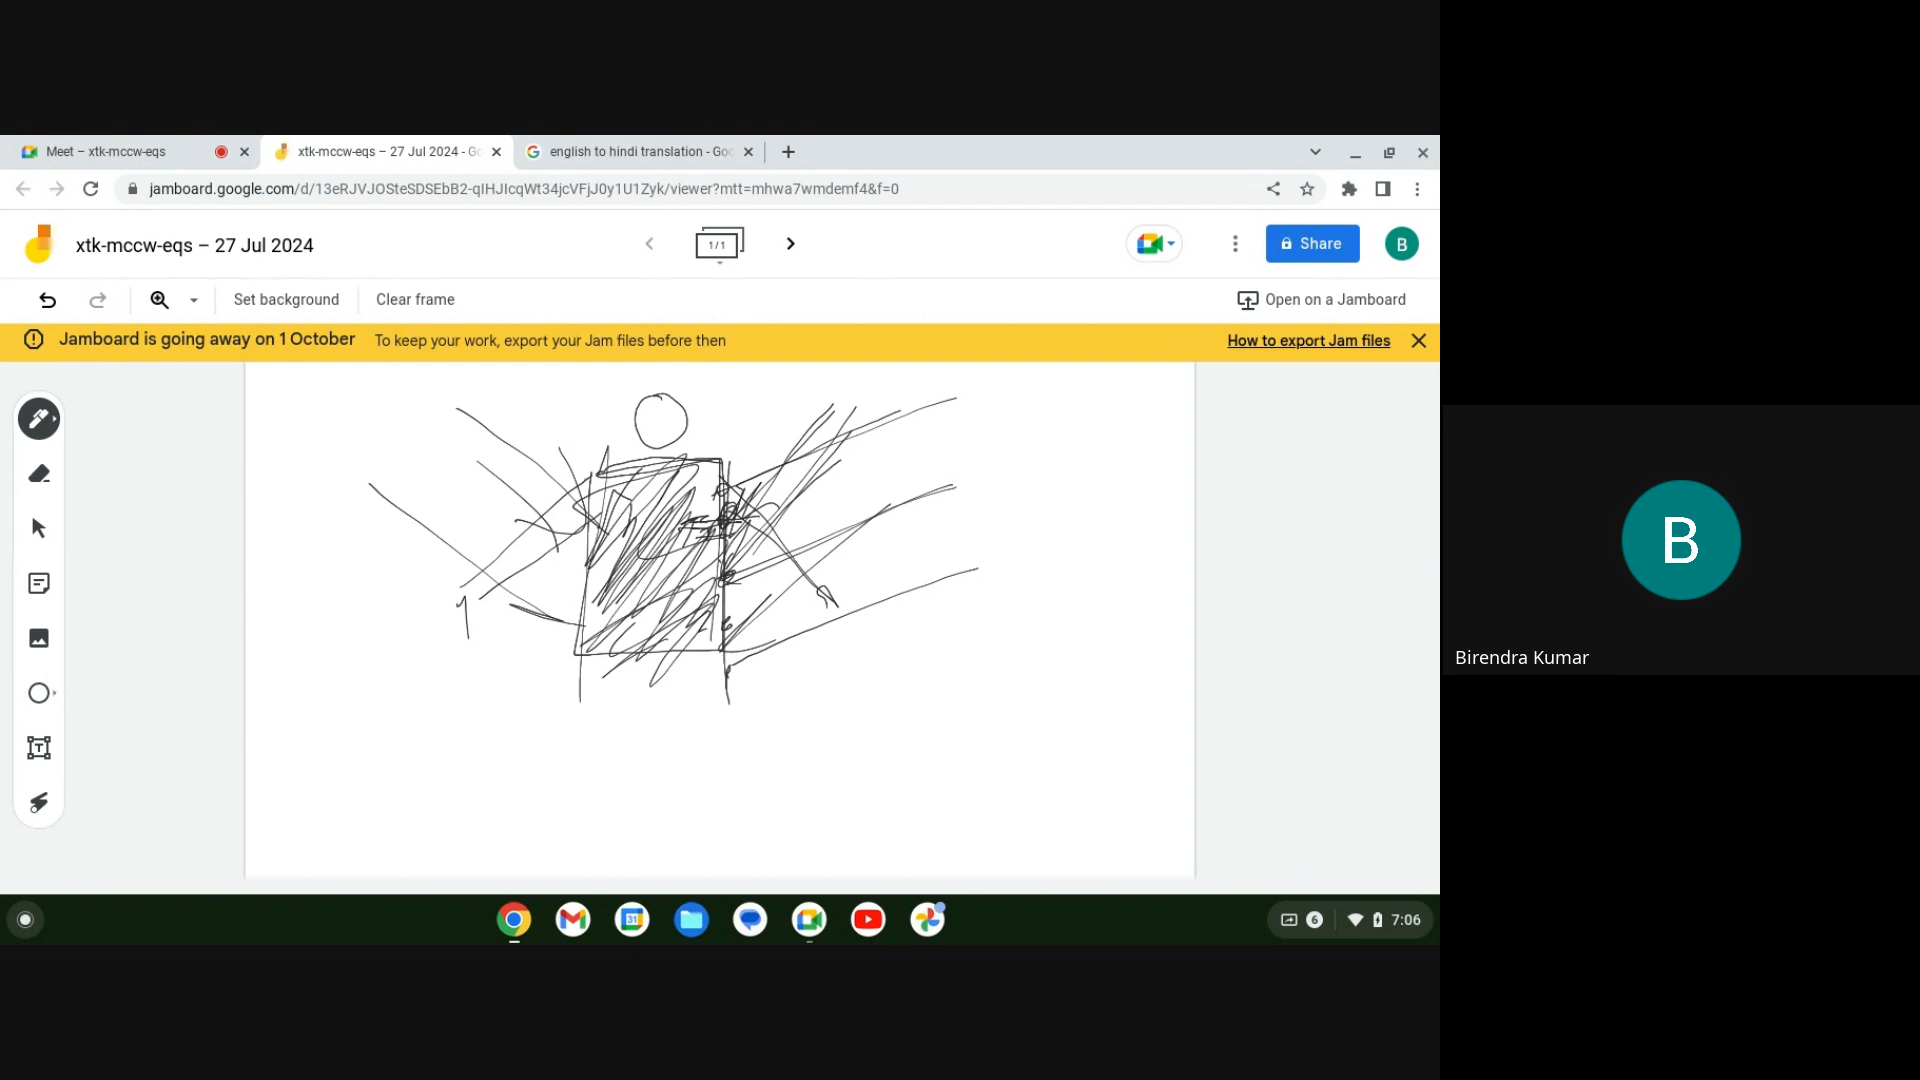 Meet – xtk-mccw-eqs
xtk-mccw-eqs – 27 Jul 2024 - Go
english to hindi translation - Goo
jamboard.google.com/d/13eRJVJOSteSDSEbB2-qIHJIcqWt34jcVFjJ0y1U1Zyk/viewer?mtt=mhwa7wmdemf4&f=0
xtk-mccw-eqs – 27 Jul 2024
1/1
Share
B
Set background
Clear frame
Open on a Jamboard
Jamboard is going away on 1 October
To keep your work, export your Jam files before then
How to export Jam files
B
Birendra Kumar
31
6
7:06